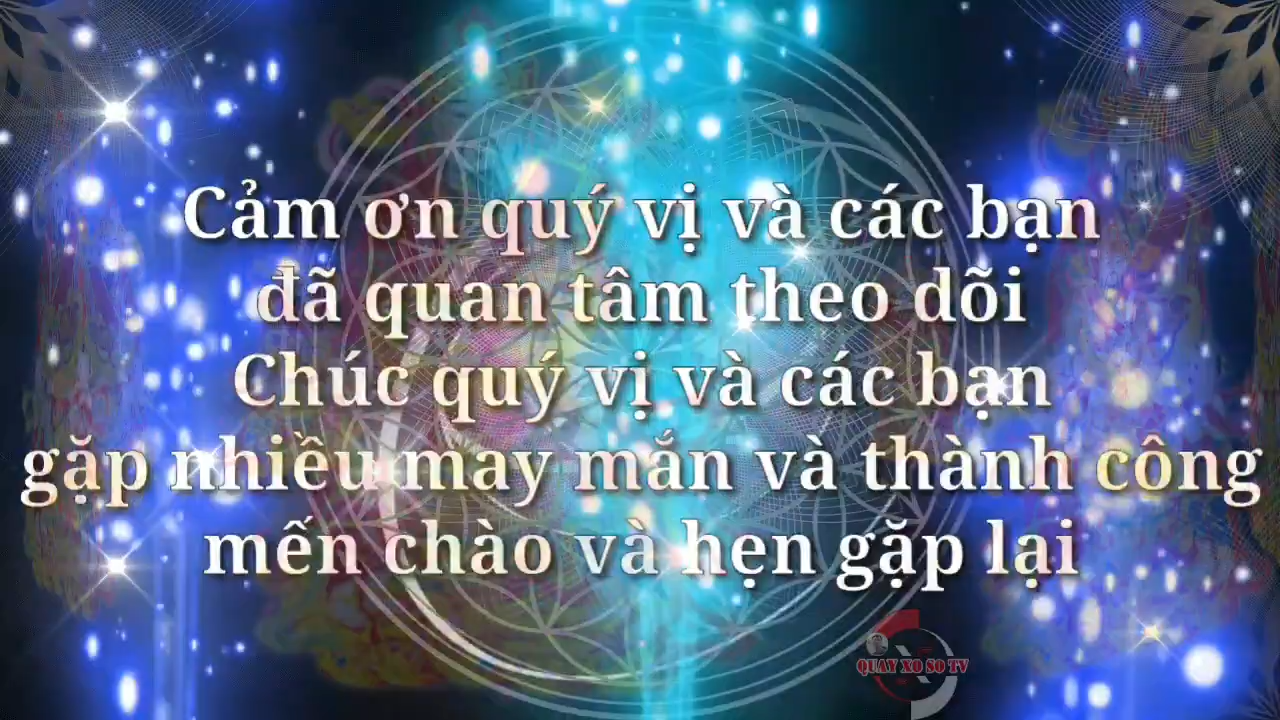 Cảm ơn quý vị và các bạn
đã quan tâm theo dõi
Chúc quý vị và các bạn
gặp nhiều may mắn và thành công
mến chào và hẹn gặp lại
QUAY XO SO TV